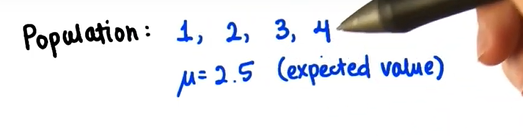 Population: 1, 2, 3, 4
μ= 2.5 (expected value)